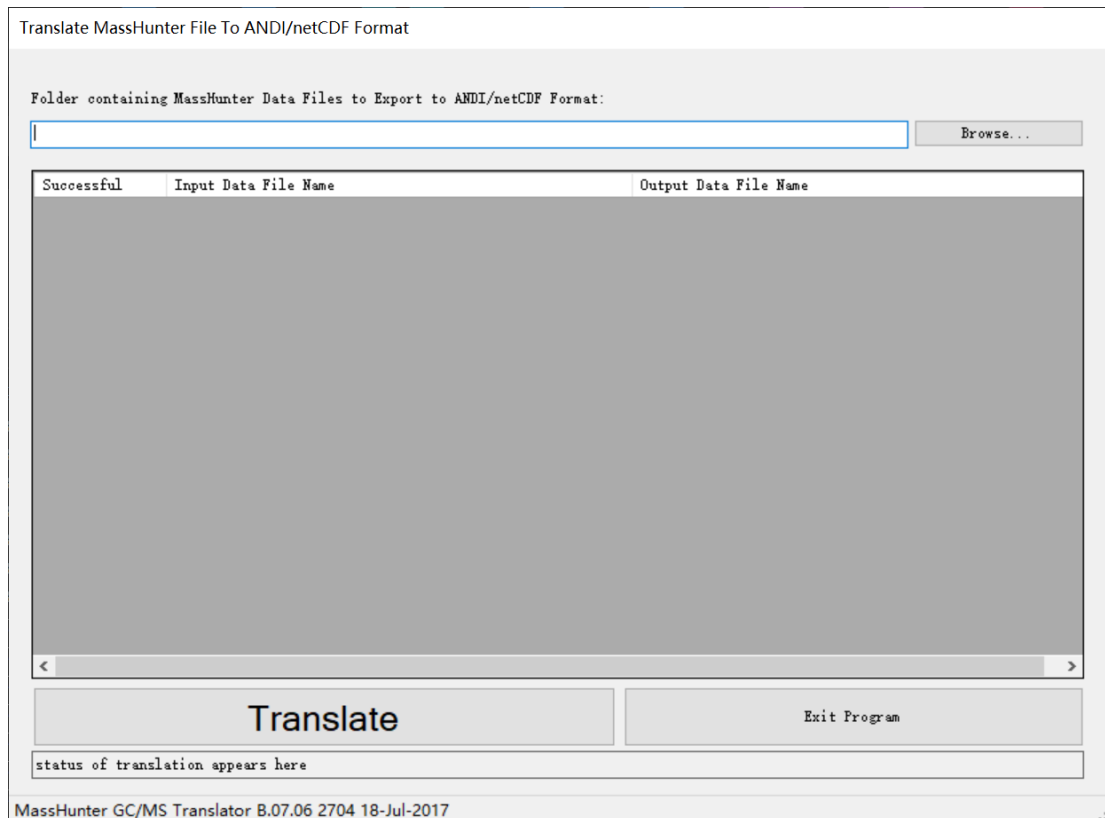 Translate MassHunter File To ANDI/netCDF Format
Folder containing MassHunter Data Files to Export to ANDI/netCDF Format:
Browse...
Successful Input Data File Name Output Data File Name
Translate Exit Program
status of translation appears here
MassHunter GC/MS Translator B.07.06 2704 18-Jul-2017